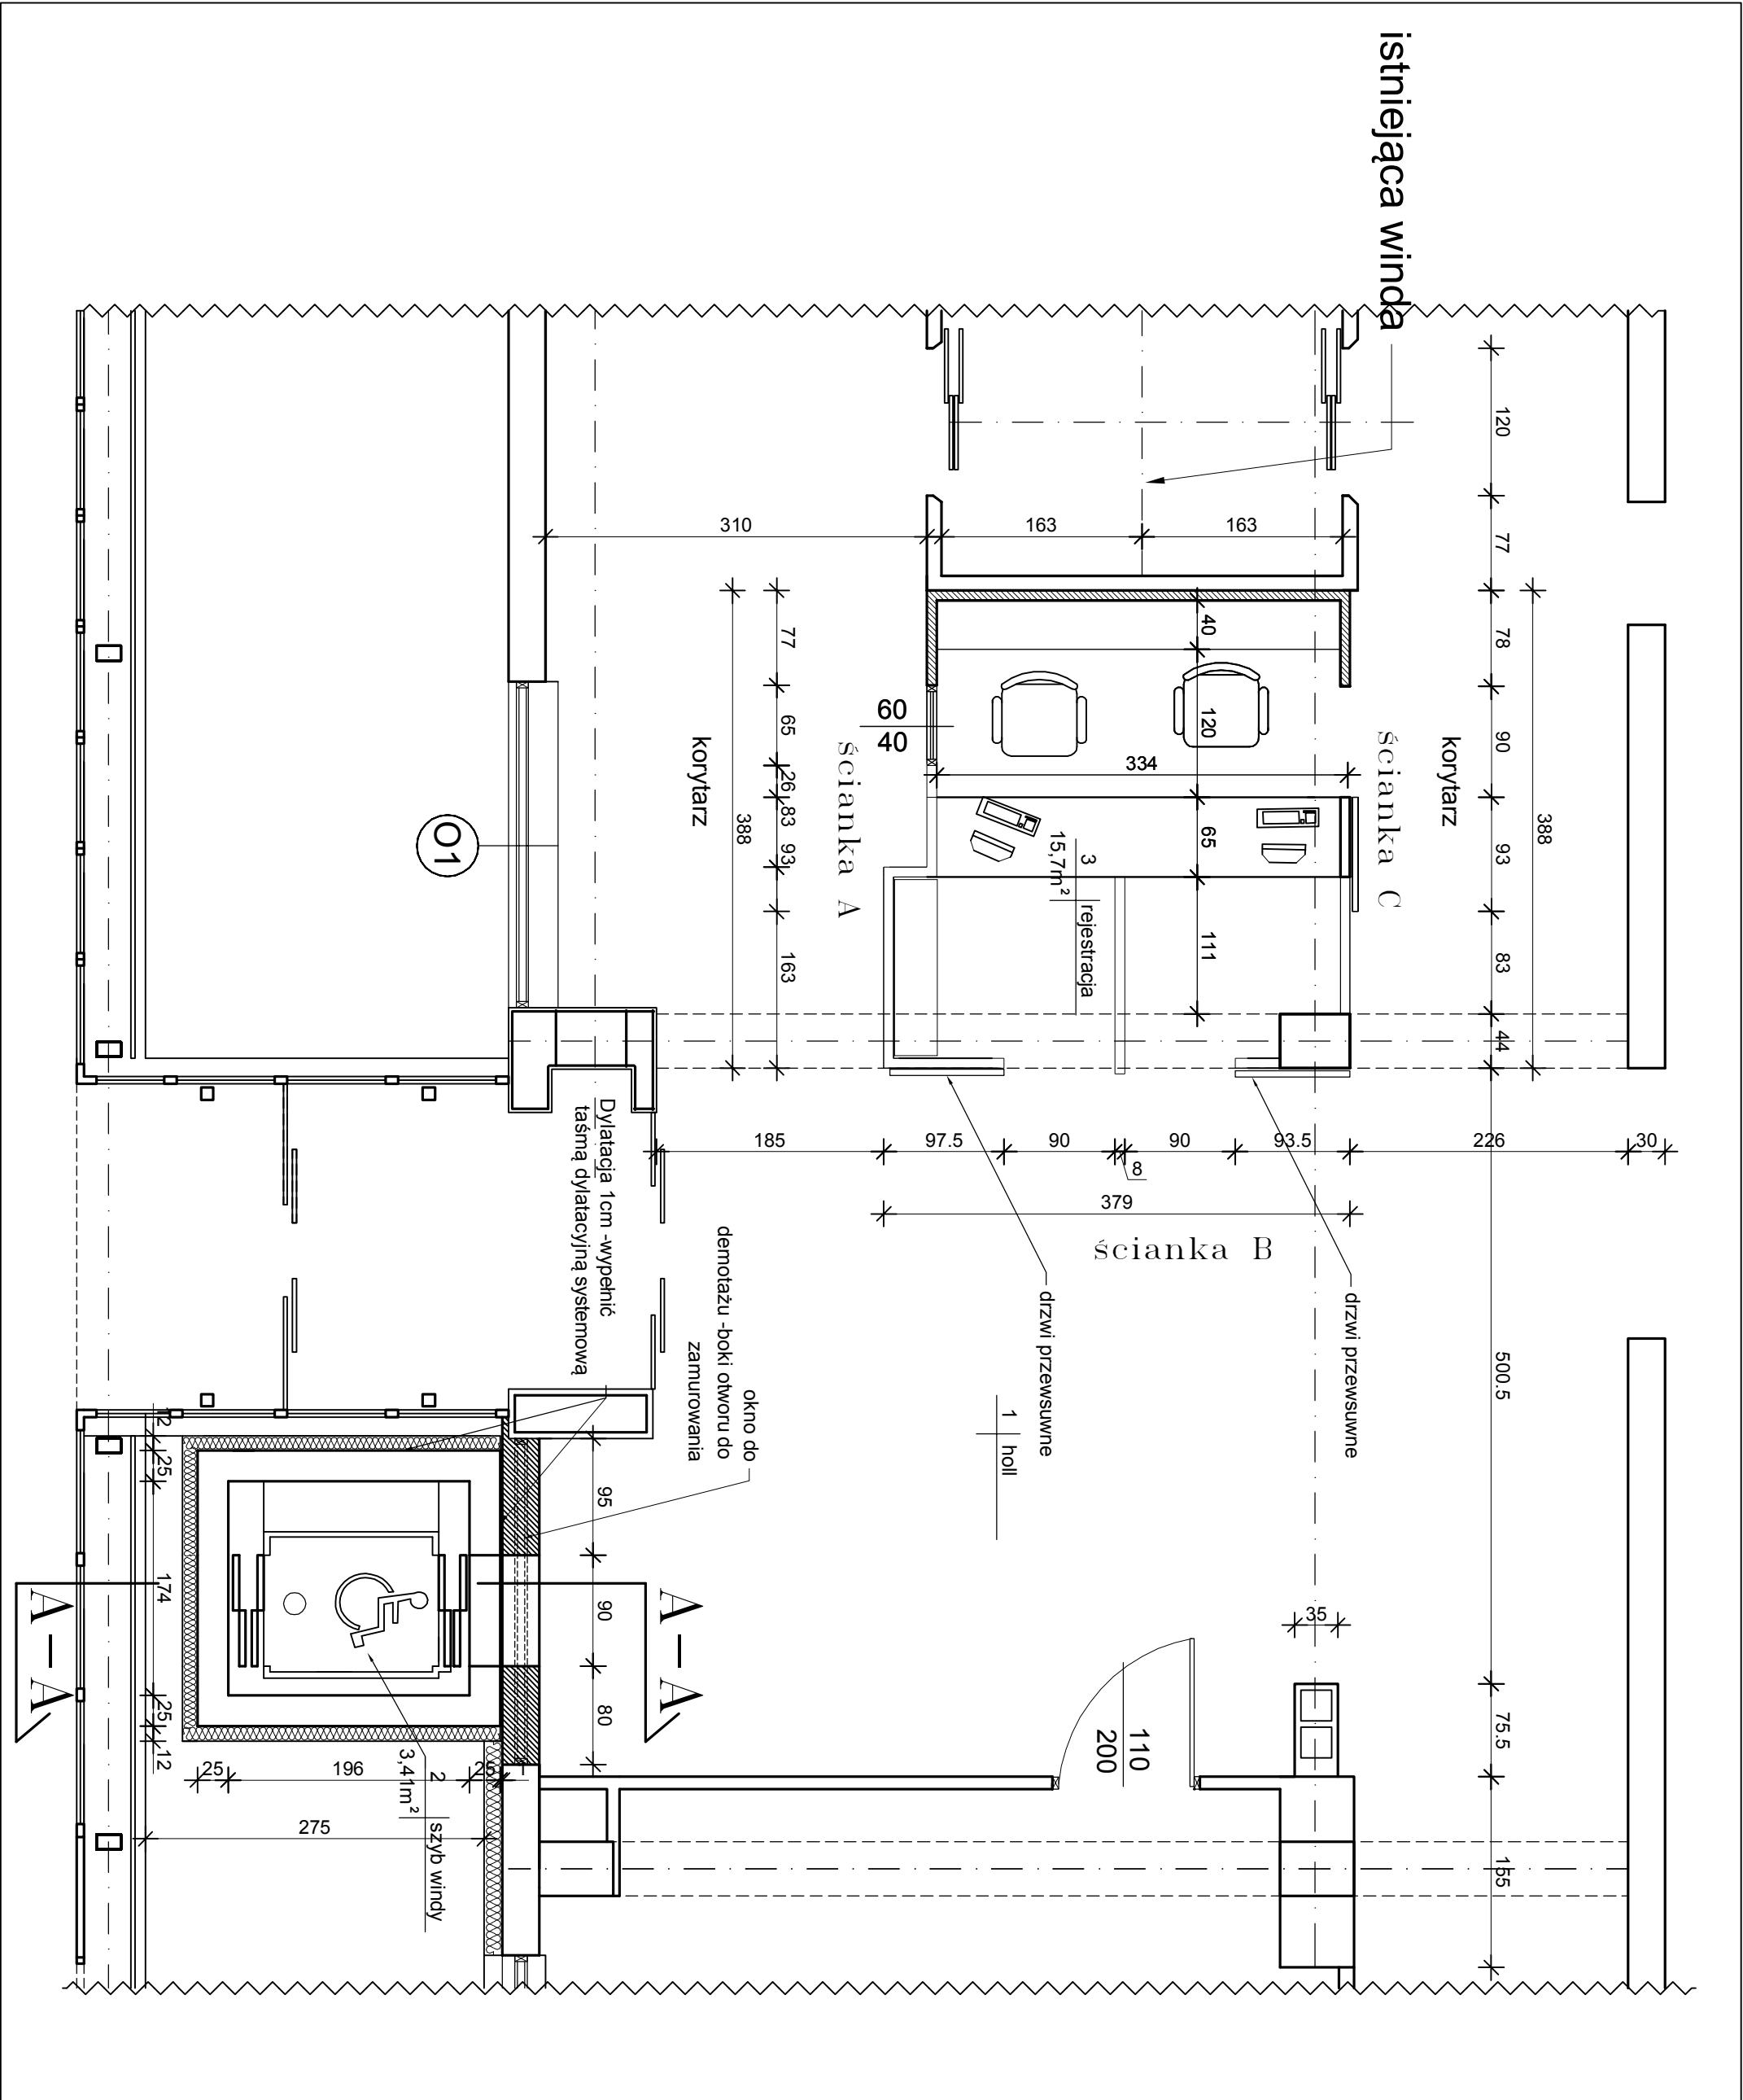 istniejąca winda
120
77
78
90
93
83
44
500.5
75.5
155
388
korytarz
ścianka C
310
163
163
40
120
65
111
334
60
40
ścianka A
77
65
26
83
93
163
388
korytarz
O1
3
15,7m²
rejestracja
185
97.5
90
8
90
93.5
226
30
379
ścianka B
drzwi przewsuwne
drzwi przewsuwne
Dylatacja 1cm -wypełnić
taśmą dylatacyjną systemową
okno do
demotażu -boki otworu do
zamurowania
1
holl
35
110
200
95
90
80
A-A
A-A
12
25
174
25
12
25
196
25
1
275
2
3,41m²
szyb windy